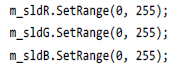 m_sldR.SetRange(0, 255);
m_sldG.SetRange(0, 255);
m_sldB.SetRange(0, 255);